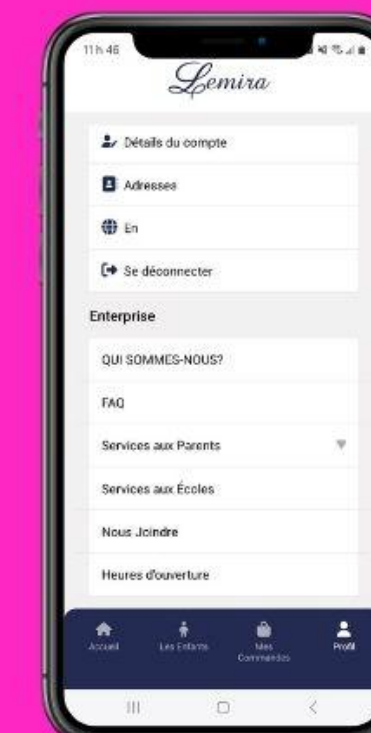 11 h 46
Lemira
Détails du compte
Adresses
En
Se déconnecter
Enterprise
QUI SOMMES-NOUS?
FAQ
Services aux Parents
Services aux Écoles
Nous Joindre
Heures d'ouverture
Accueil
Les Enfants
Mes
Commandes
Profil